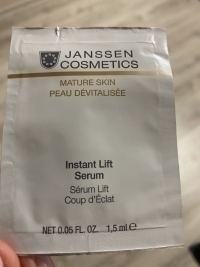 JANSSEN
COSMETICS
MATURE SKIN
PEAU DÉVITALISÉE
Instant Lift
Serum
Sérum Lift
Coup d'Éclat
NET 0.05 FL. OZ. 1,5 ml ℮